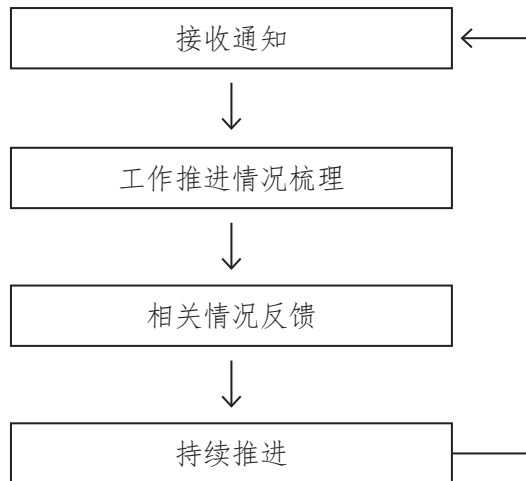 接收通知
工作推进情况梳理
相关情况反馈
持续推进